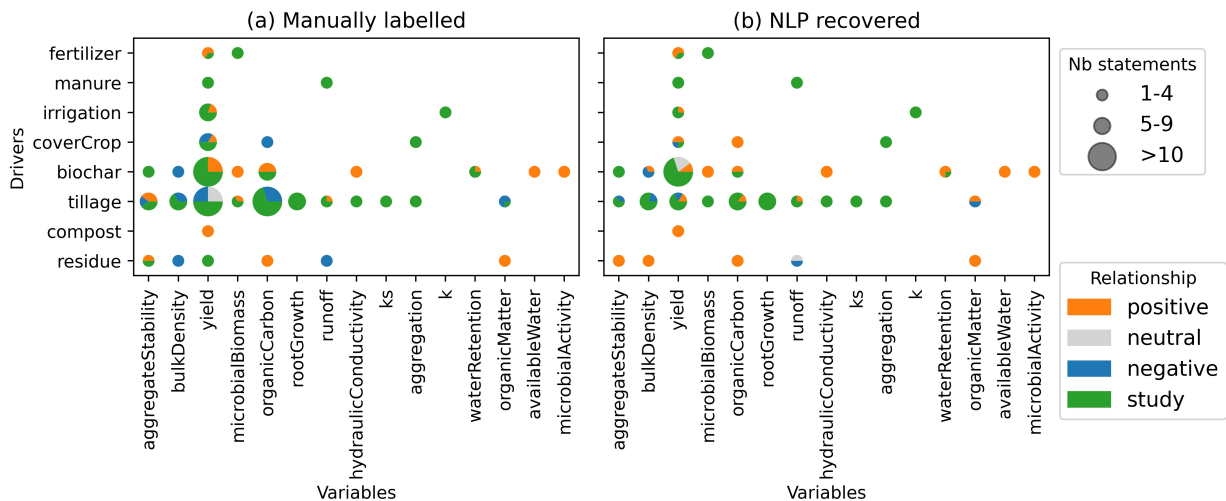 (a) Manually labelled
(b) NLP recovered
Drivers
fertilizer
manure
irrigation
coverCrop
biochar
tillage
compost
residue
aggregateStability
bulkDensity
yield
microbialBiomass
organicCarbon
rootGrowth
runoff
hydraulicConductivity
ks
aggregation
k
waterRetention
organicMatter
availableWater
microbialActivity
Variables
aggregateStability
bulkDensity
yield
microbialBiomass
organicCarbon
rootGrowth
runoff
hydraulicConductivity
ks
aggregation
k
waterRetention
organicMatter
availableWater
microbialActivity
Variables
Nb statements
1-4
5-9
>10
Relationship
positive
neutral
negative
study